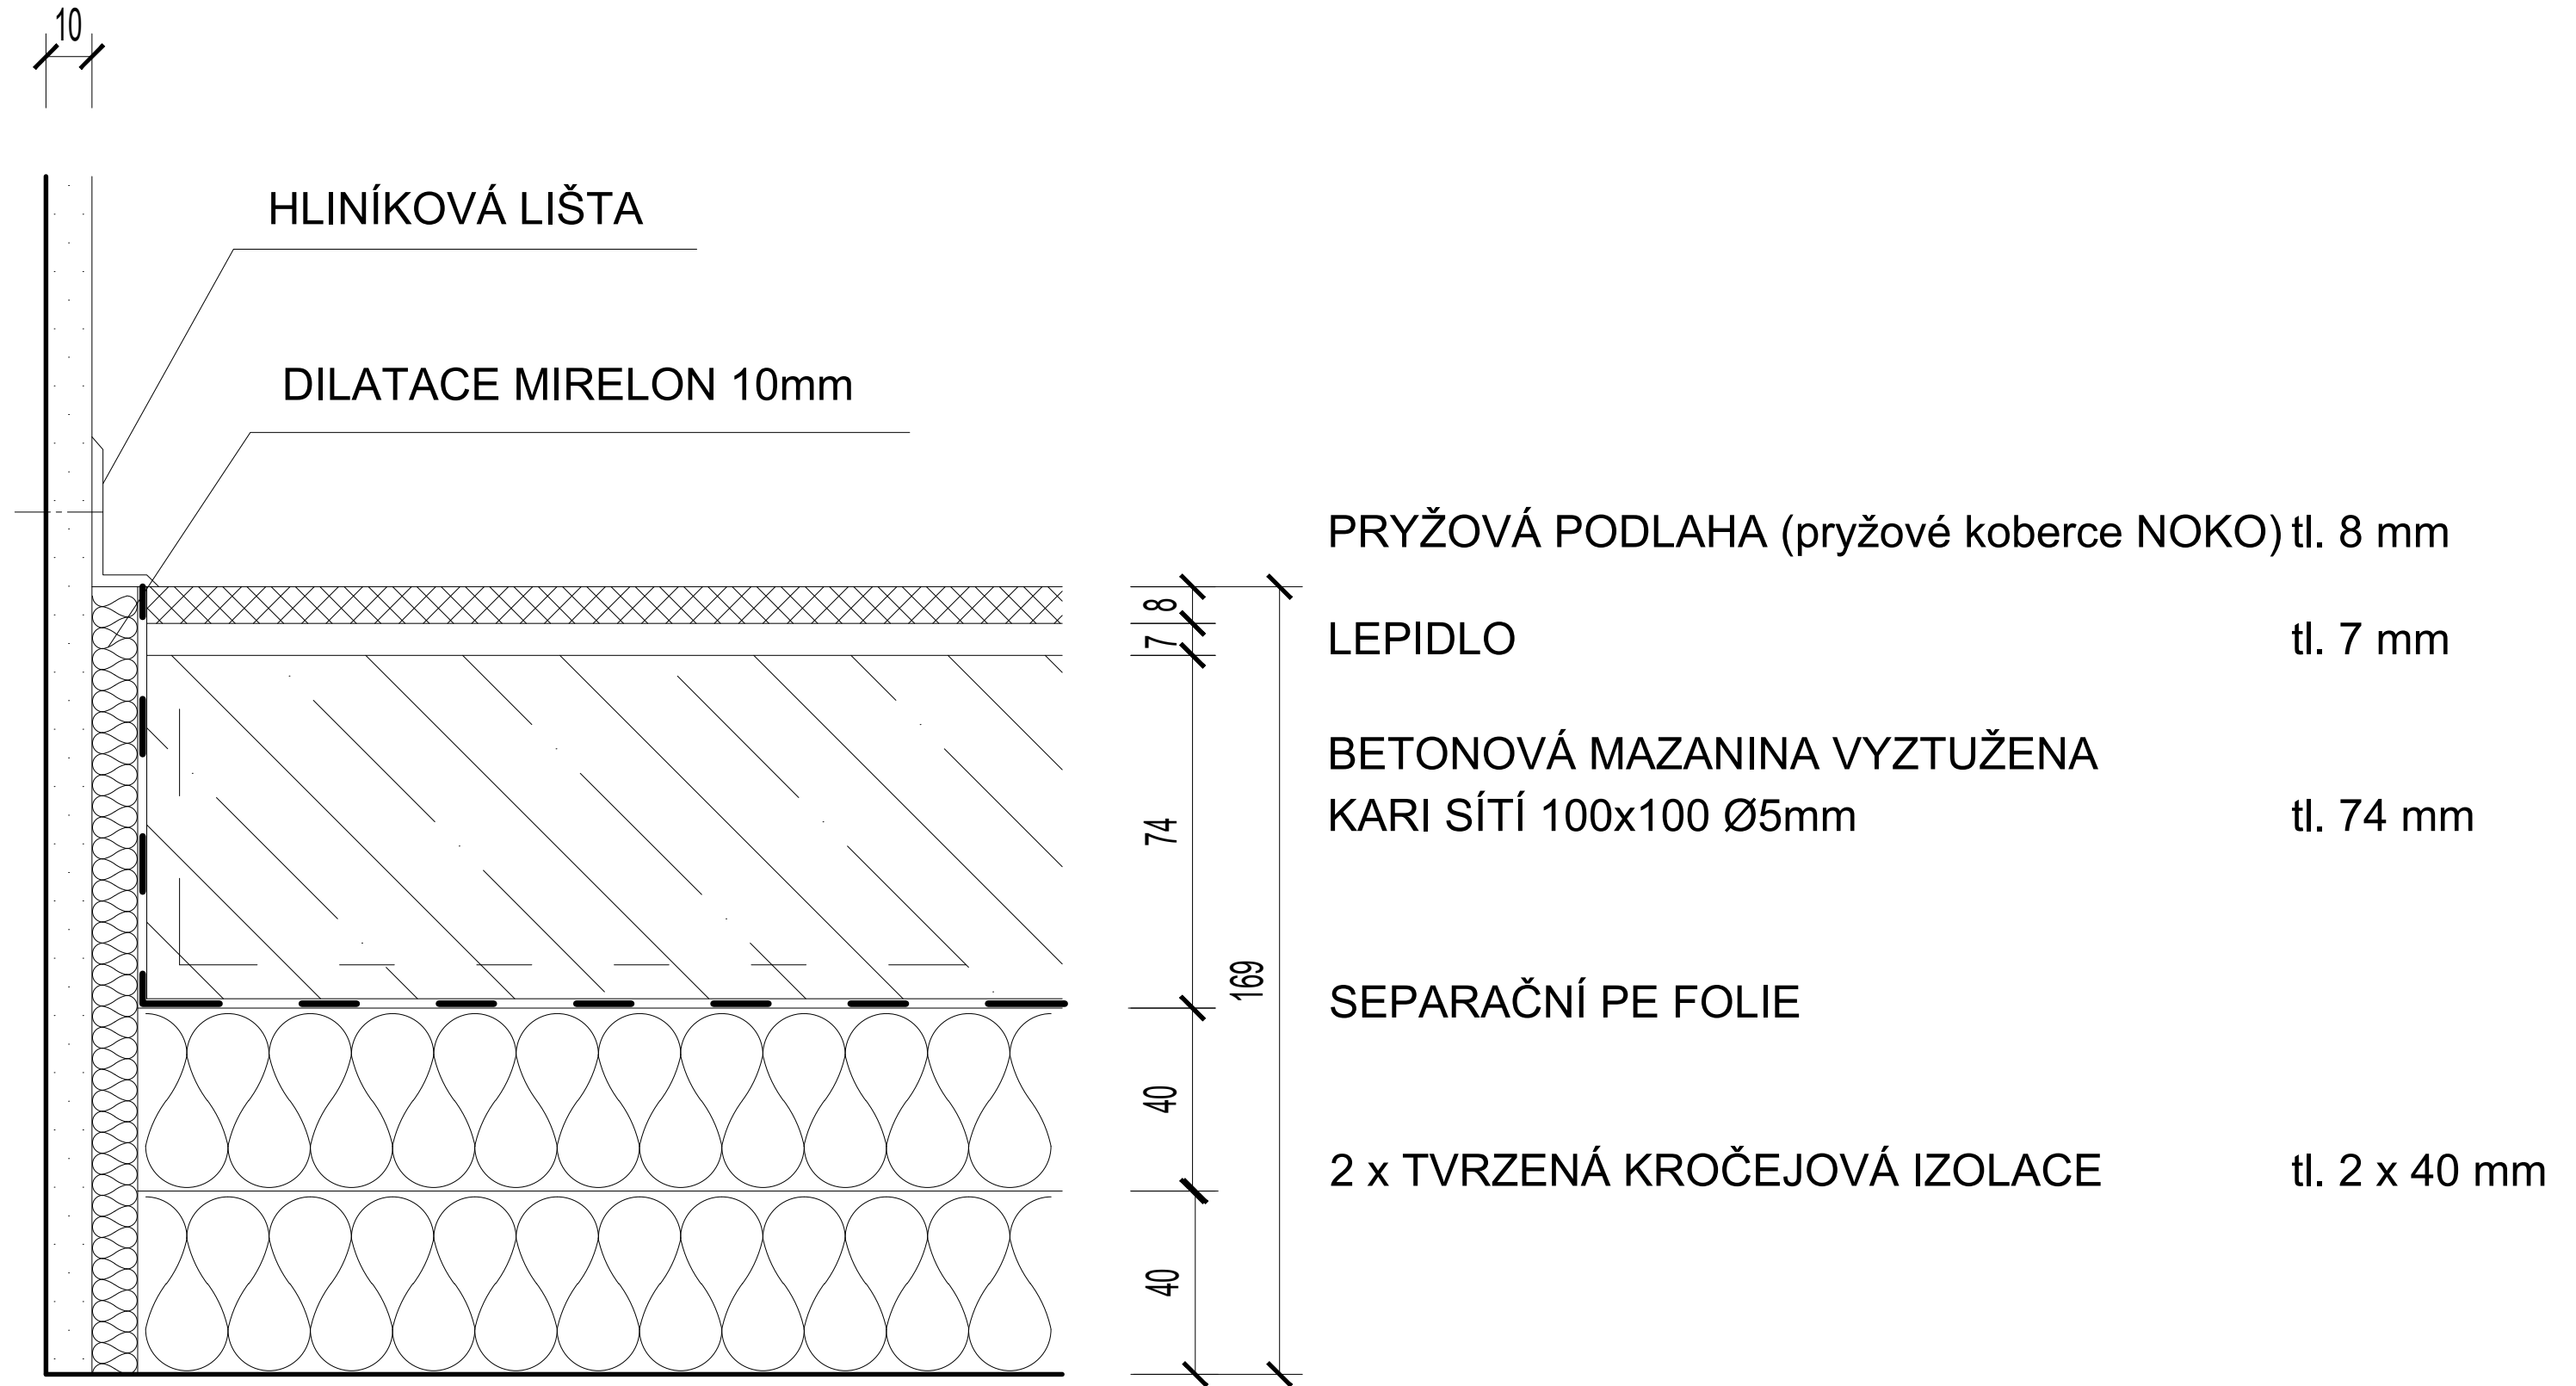 10
HLINÍKOVÁ LIŠTA
DILATACE MIRELON 10mm
PRYŽOVÁ PODLAHA (pryžové koberce NOKO) tl. 8 mm
8
LEPIDLO tl. 7 mm
7
BETONOVÁ MAZANINA VYZTUŽENA
KARI SÍTÍ 100x100 Ø5mm tl. 74 mm
74
169
SEPARAČNÍ PE FOLIE
40
2 x TVRZENÁ KROČEJOVÁ IZOLACE tl. 2 x 40 mm
40